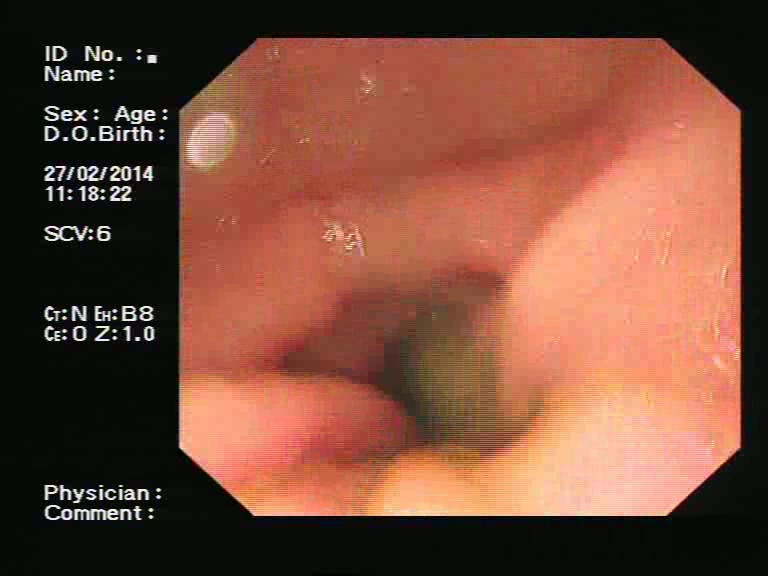 ID No. :
Name:
Sex: Age:
D.O.Birth:
27/02/2014
11:18:22
SCV:6
CT:N EH:B8
CE:0 Z:1.0
Physician:
Comment: